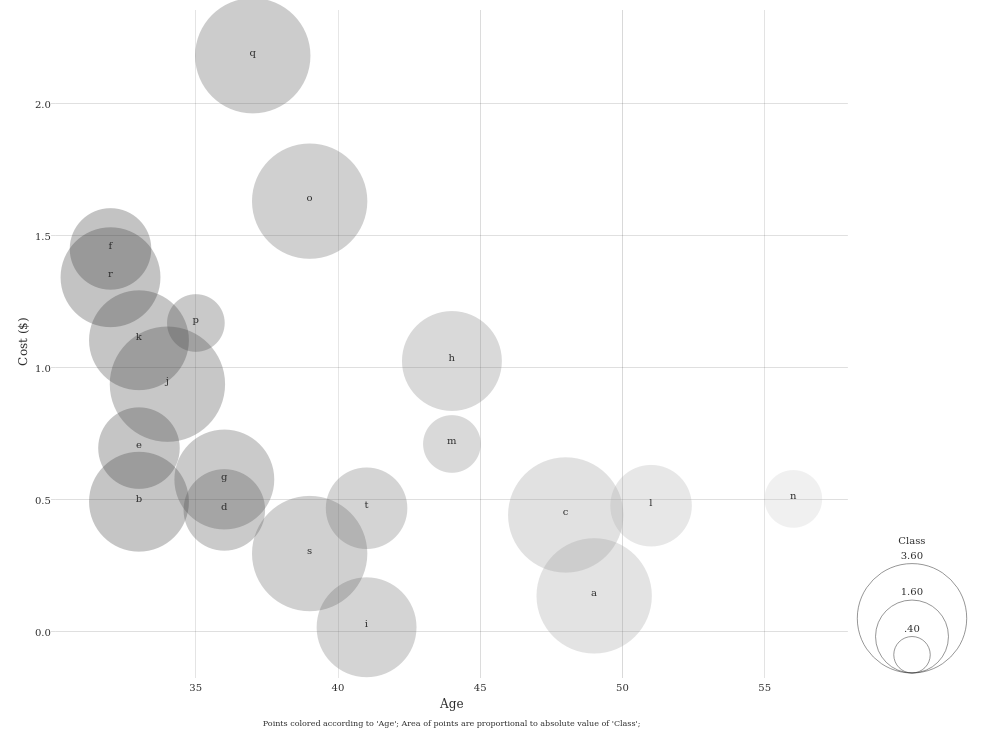 q
2.0
o
1.5
f
r
p
k
h
1.0
j
m
e
g
b
0.5
d
t
c
l
n
s
a
i
0.0
Cost ($)
35
40
45
50
55
Age
Class
3.60
1.60
.40
Points colored according to 'Age'; Area of points are proportional to absolute value of 'Class';